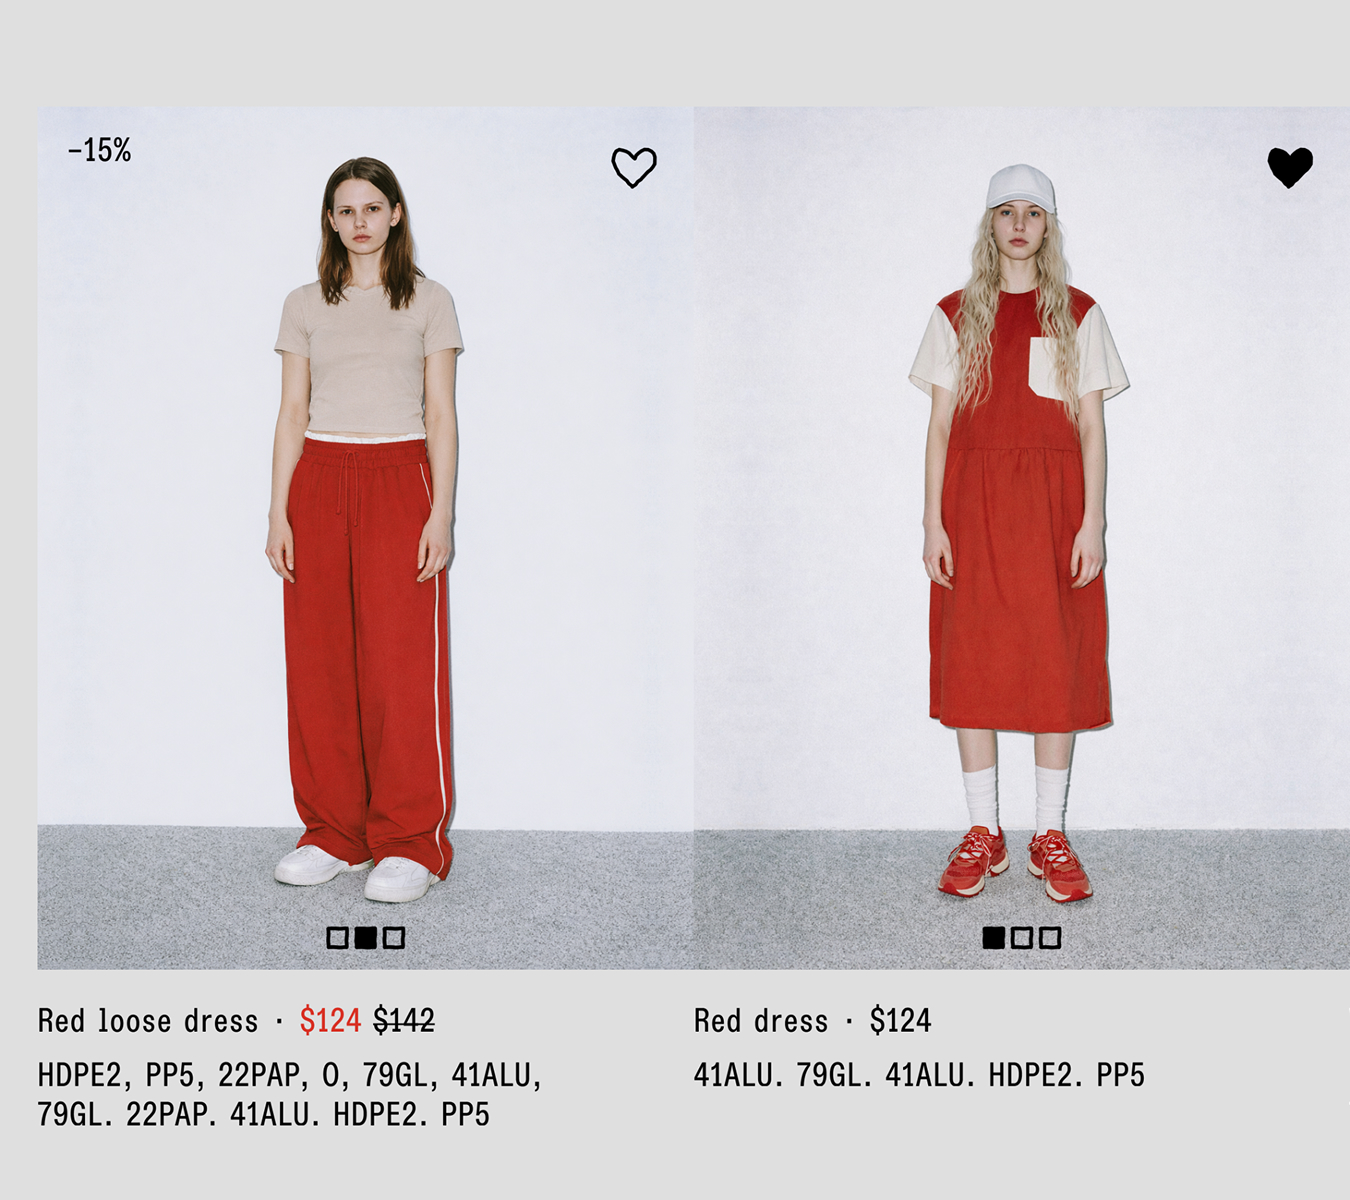 −15%
Red loose dress · $124 $142
HDPE2, PP5, 22PAP, O, 79GL, 41ALU,
79GL. 22PAP. 41ALU. HDPE2. PP5
Red dress · $124
41ALU. 79GL. 41ALU. HDPE2. PP5